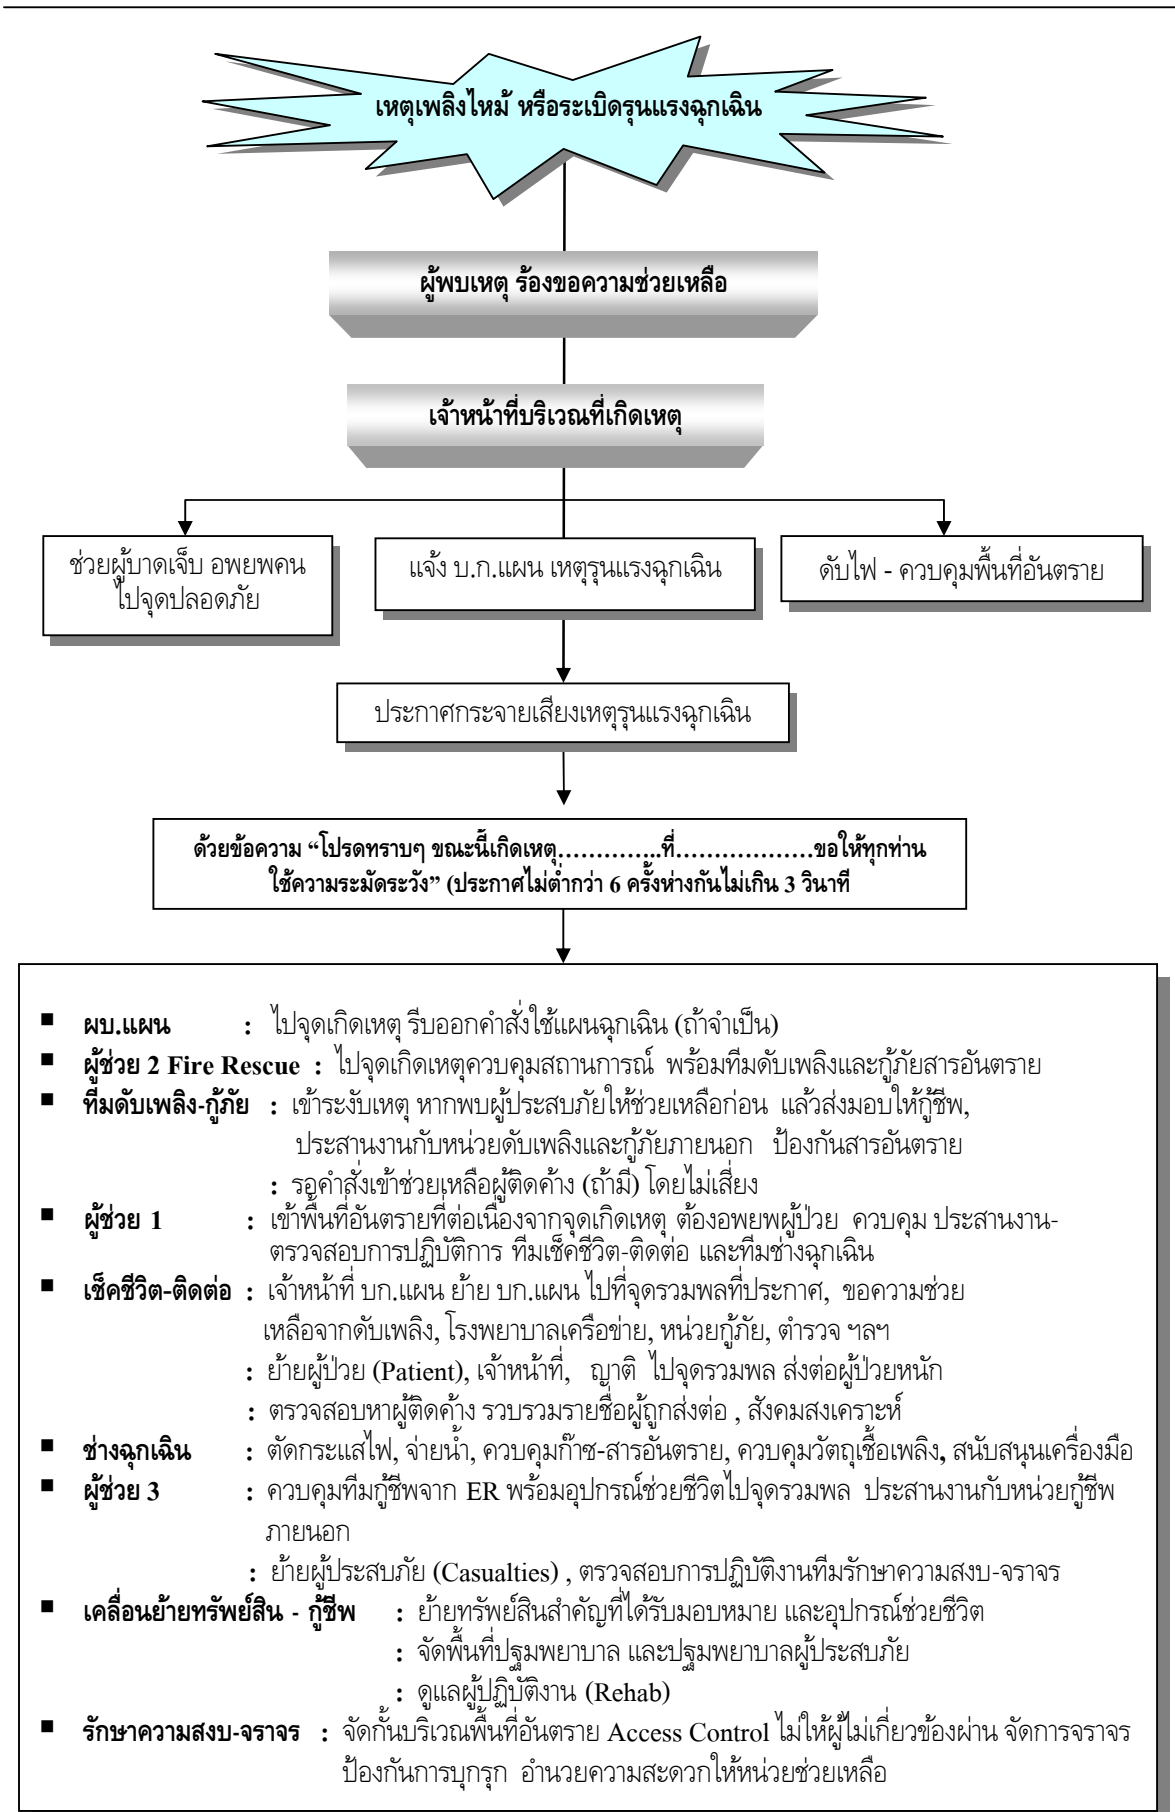 เหตุเพลิงไหม้ หรือระเบิดรุนแรงฉุกเฉิน
ผู้พบเหตุ ร้องขอความช่วยเหลือ
เจ้าหน้าที่บริเวณที่เกิดเหตุ
ช่วยผู้บาดเจ็บ อพยพคน
ไปจุดปลอดภัย
แจ้ง บ.ก.แผน เหตุรุนแรงฉุกเฉิน
ดับไฟ - ควบคุมพื้นที่อันตราย
ประกาศกระจายเสียงเหตุรุนแรงฉุกเฉิน
ด้วยข้อความ “โปรดทราบๆ ขณะนี้เกิดเหตุ..............ที่..................ขอให้ทุกท่าน
ใช้ความระมัดระวัง” (ประกาศไม่ต่ำกว่า 6 ครั้งห่างกันไม่เกิน 3 วินาที
▪ ผบ.แผน : ไปจุดเกิดเหตุ รีบออกคำสั่งใช้แผนฉุกเฉิน (ถ้าจำเป็น)
▪ ผู้ช่วย 2 Fire Rescue : ไปจุดเกิดเหตุควบคุมสถานการณ์ พร้อมทีมดับเพลิงและกู้ภัยสารอันตราย
▪ ทีมดับเพลิง-กู้ภัย : เข้าระงับเหตุ หากพบผู้ประสบภัยให้ช่วยเหลือก่อน แล้วส่งมอบให้กู้ชีพ,
ประสานงานกับหน่วยดับเพลิงและกู้ภัยภายนอก ป้องกันสารอันตราย
: รอคำสั่งเข้าช่วยเหลือผู้ติดค้าง (ถ้ามี) โดยไม่เสี่ยง
▪ ผู้ช่วย 1 : เข้าพื้นที่อันตรายที่ต่อเนื่องจากจุดเกิดเหตุ ต้องอพยพผู้ป่วย ควบคุม ประสานงาน-
ตรวจสอบการปฏิบัติการ ทีมเช็คชีวิต-ติดต่อ และทีมช่างฉุกเฉิน
▪ เช็คชีวิต-ติดต่อ : เจ้าหน้าที่ บก.แผน ย้าย บก.แผน ไปที่จุดรวมพลที่ประกาศ, ขอความช่วย
เหลือจากดับเพลิง, โรงพยาบาลเครือข่าย, หน่วยกู้ภัย, ตำรวจ ฯลฯ
: ย้ายผู้ป่วย (Patient), เจ้าหน้าที่, ญาติ ไปจุดรวมพล ส่งต่อผู้ป่วยหนัก
: ตรวจสอบหาผู้ติดค้าง รวบรวมรายชื่อผู้ถูกส่งต่อ , สังคมสงเคราะห์
▪ ช่างฉุกเฉิน : ตัดกระแสไฟ, จ่ายน้ำ, ควบคุมก๊าซ-สารอันตราย, ควบคุมวัตถุเชื้อเพลิง, สนับสนุนเครื่องมือ
▪ ผู้ช่วย 3 : ควบคุมทีมกู้ชีพจาก ER พร้อมอุปกรณ์ช่วยชีวิตไปจุดรวมพล ประสานงานกับหน่วยกู้ชีพ
ภายนอก
: ย้ายผู้ประสบภัย (Casualties) , ตรวจสอบการปฏิบัติงานทีมรักษาความสงบ-จราจร
▪ เคลื่อนย้ายทรัพย์สิน - กู้ชีพ : ย้ายทรัพย์สินสำคัญที่ได้รับมอบหมาย และอุปกรณ์ช่วยชีวิต
: จัดพื้นที่ปฐมพยาบาล และปฐมพยาบาลผู้ประสบภัย
: ดูแลผู้ปฏิบัติงาน (Rehab)
▪ รักษาความสงบ-จราจร : จัดกั้นบริเวณพื้นที่อันตราย Access Control ไม่ให้ผู้ไม่เกี่ยวข้องผ่าน จัดการจราจร
ป้องกันการบุกรุก อำนวยความสะดวกให้หน่วยช่วยเหลือ